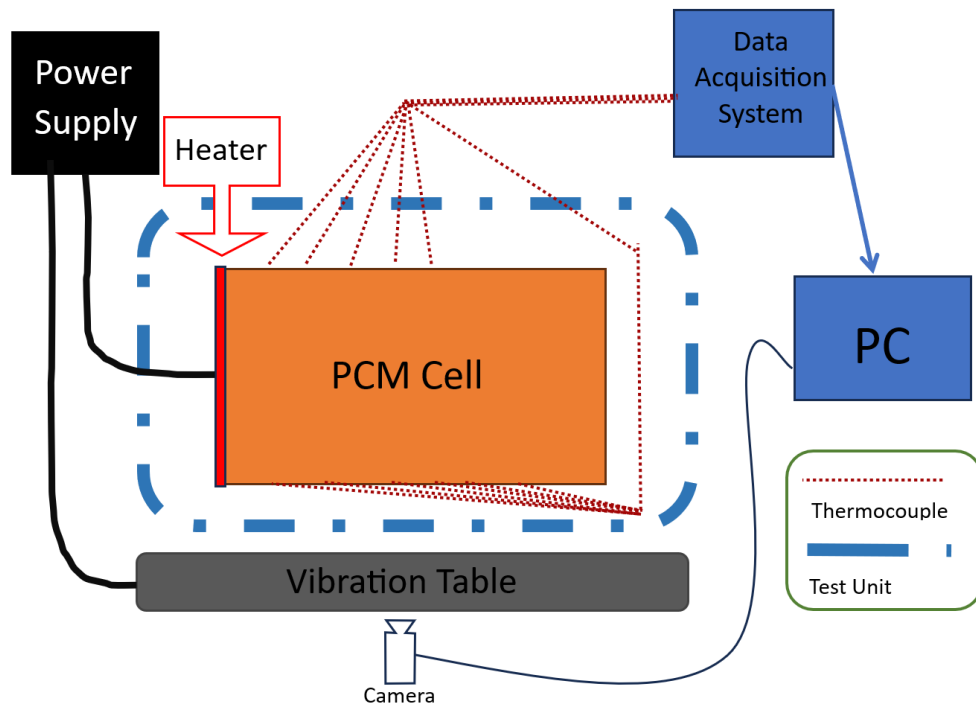 Power
Supply
Heater
Data
Acquisition
System
PCM Cell
PC
Thermocouple
Test Unit
Vibration Table
Camera